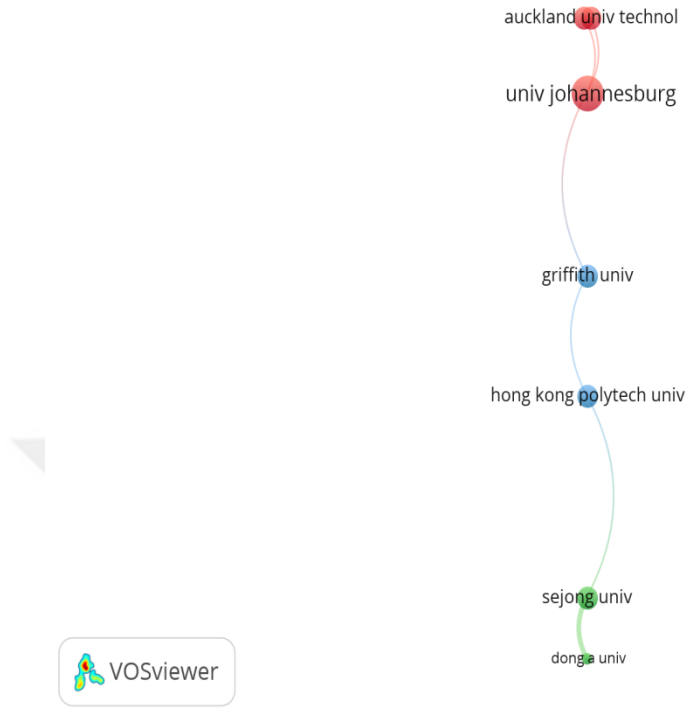 auckland univ technol
univ johannesburg
griffith univ
hong kong polytech univ
sejong univ
dong a univ
VOSviewer